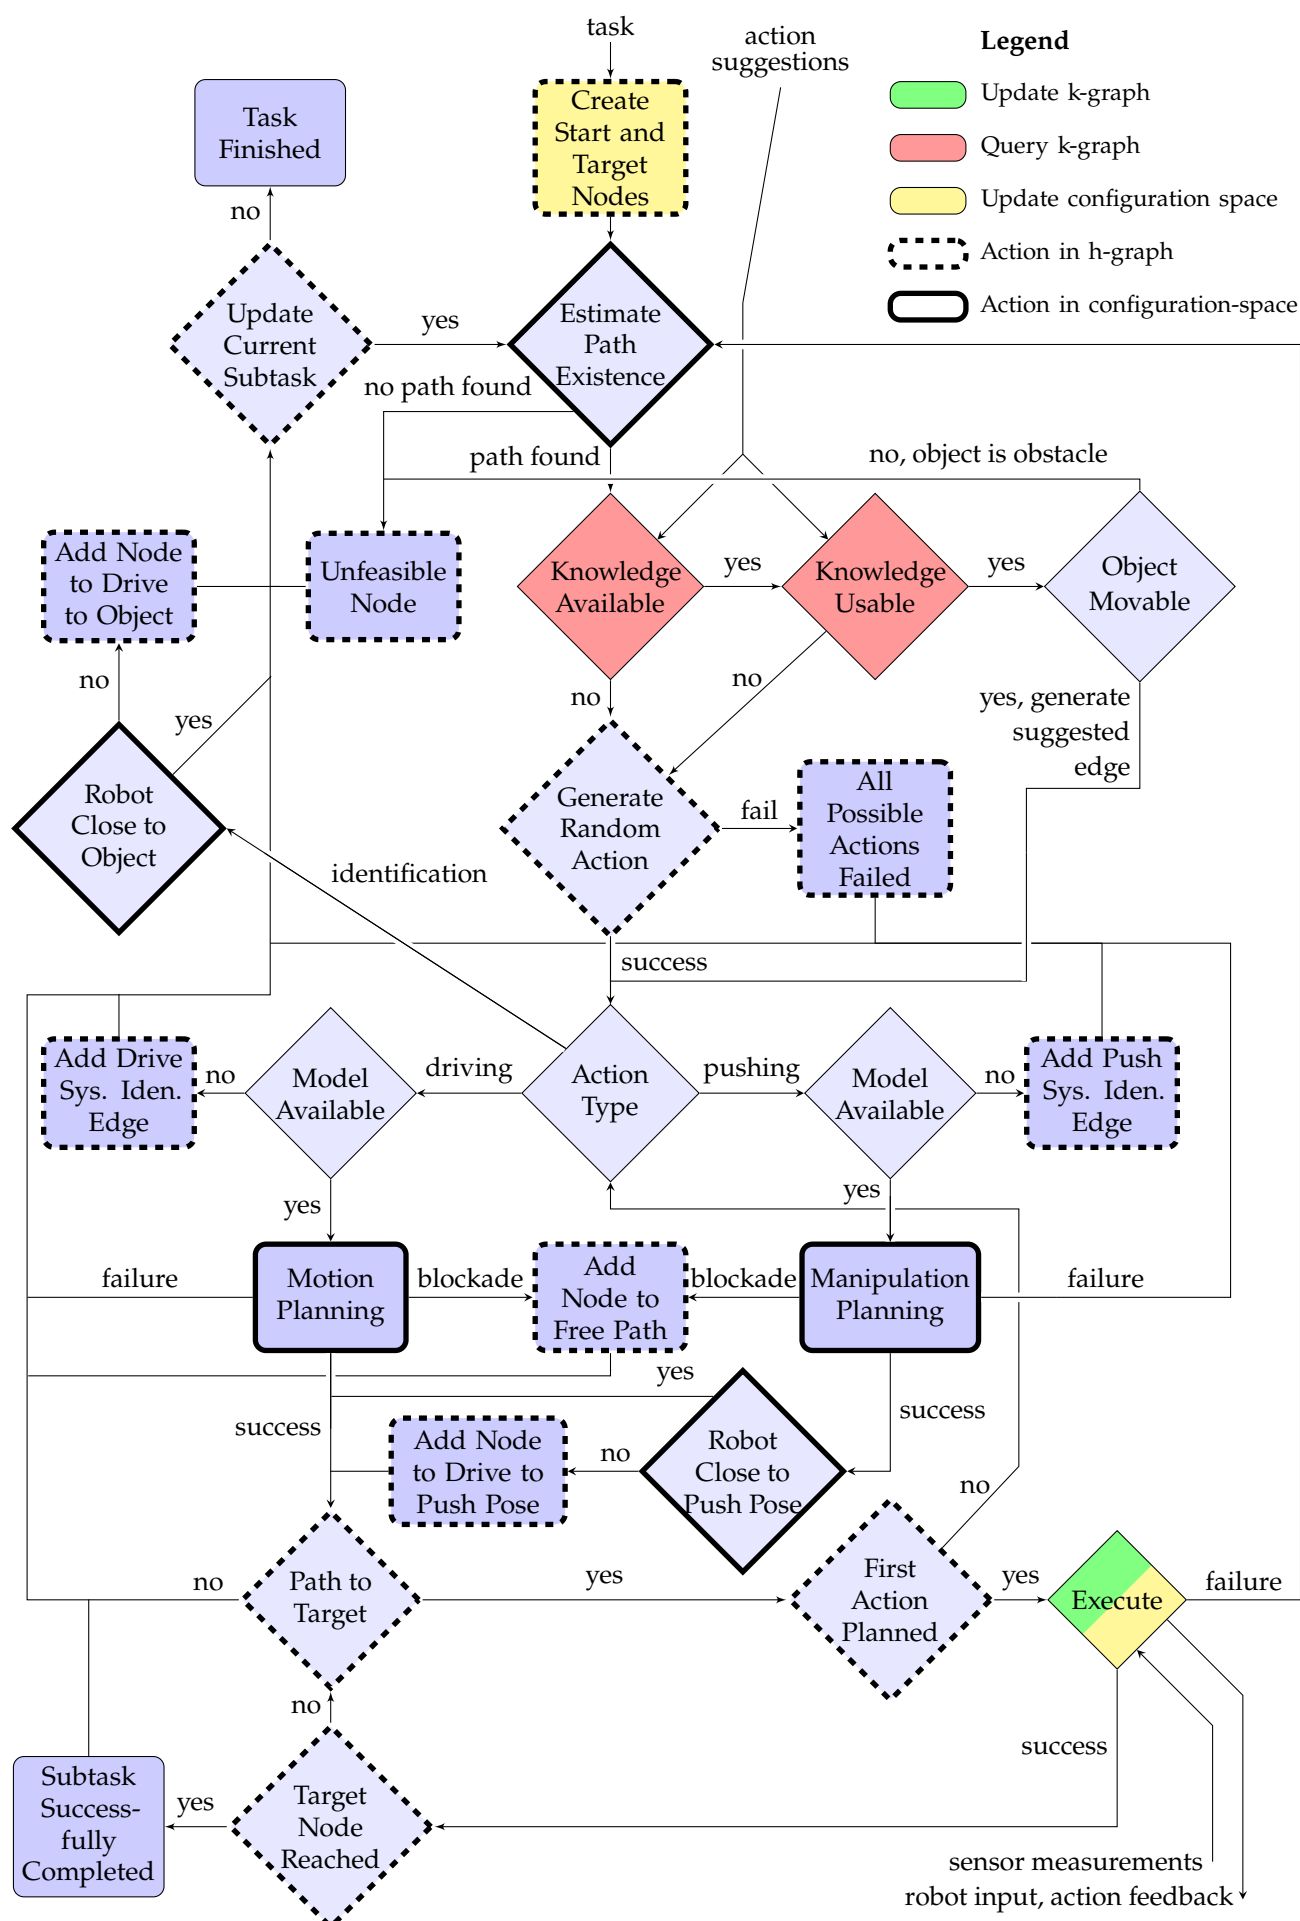 task
action
suggestions
Legend
Update k-graph
Query k-graph
Update configuration space
Action in h-graph
Action in configuration-space
Task
Finished
Create
Start and
Target
Nodes
no
Update
Current
Subtask
yes
Estimate
Path
Existence
no path found
path found
no, object is obstacle
Add Node
to Drive
to Object
Unfeasible
Node
Knowledge
Available
yes
Knowledge
Usable
yes
Object
Movable
no
yes
no
no
yes, generate
suggested
edge
Robot
Close to
Object
Generate
Random
Action
fail
All
Possible
Actions
Failed
identification
success
Add Drive
Sys. Iden.
Edge
no
Model
Available
driving
Action
Type
pushing
Model
Available
no
Add Push
Sys. Iden.
Edge
yes
yes
failure
Motion
Planning
blockade
Add
Node to
Free Path
blockade
Manipulation
Planning
failure
yes
success
success
Add Node
to Drive to
Push Pose
no
Robot
Close to
Push Pose
no
no
Path to
Target
yes
First
Action
Planned
yes
Execute
failure
no
success
Subtask
Success-
fully
Completed
yes
Target
Node
Reached
sensor measurements
robot input, action feedback